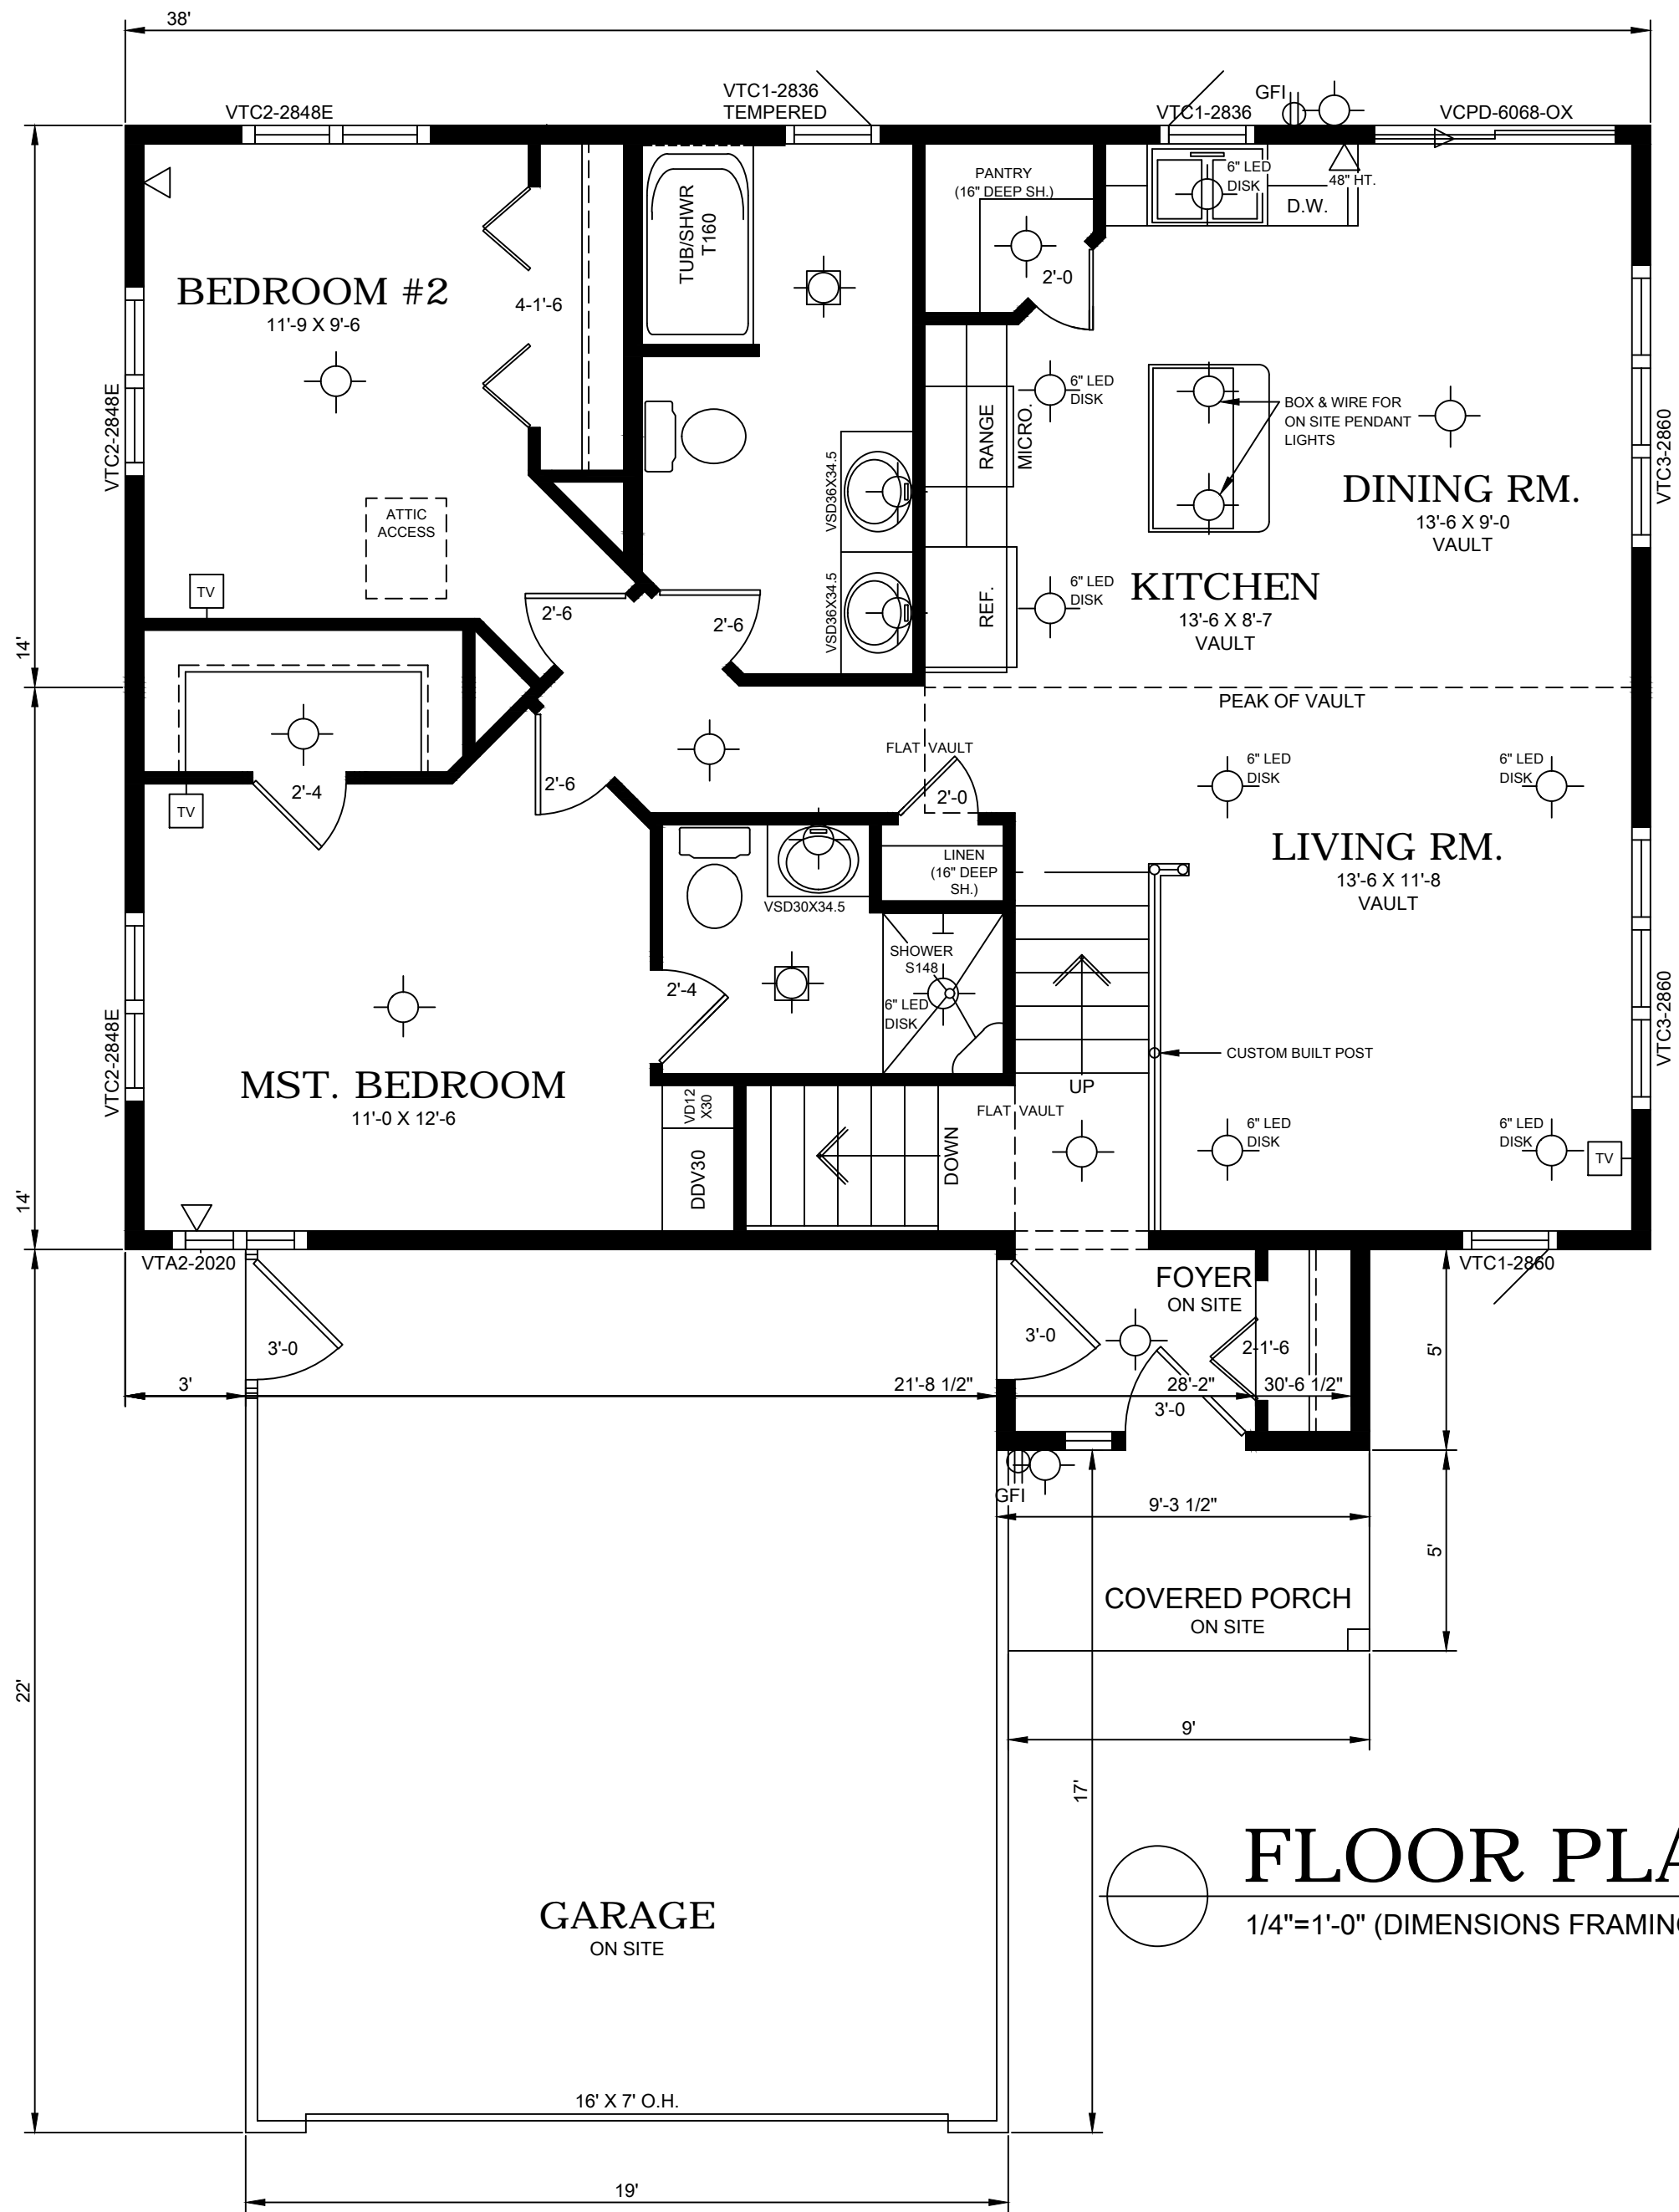 38'
VTC2-2848E
VTC1-2836
TEMPERED
VTC1-2836
GFI
VCPD-6068-OX
PANTRY
(16" DEEP SH.)
2'-0
6" LED
DISK
48" HT.
D.W.
TUB/SHWR
T160
BEDROOM #2
11'-9 X 9'-6
4-1'-6
VTC2-2848E
ATTIC
ACCESS
TV
VSD36X34.5
VSD36X34.5
RANGE
MICRO.
REF.
6" LED
DISK
6" LED
DISK
BOX & WIRE FOR
ON SITE PENDANT
LIGHTS
DINING RM.
13'-6 X 9'-0
VAULT
VTC3-2860
KITCHEN
13'-6 X 8'-7
VAULT
2'-6
2'-6
14'
PEAK OF VAULT
FLAT VAULT
2'-6
2'-4
TV
2'-0
6" LED
DISK
6" LED
DISK
LINEN
(16" DEEP
SH.)
LIVING RM.
13'-6 X 11'-8
VAULT
VSD30X34.5
SHOWER
S148
6" LED
DISK
2'-4
VTC2-2848E
VTC3-2860
MST. BEDROOM
11'-0 X 12'-6
VD12
X30
DDV30
DOWN
FLAT VAULT
UP
CUSTOM BUILT POST
6" LED
DISK
6" LED
DISK
TV
14'
VTA2-2020
VTC1-2860
FOYER
ON SITE
3'-0
3'-0
2-1'-6
3'
21'-8 1/2"
28'-2"
30'-6 1/2"
3'-0
5'
GFI
9'-3 1/2"
5'
COVERED PORCH
ON SITE
22'
9'
17'
FLOOR PLA
1/4"=1'-0" (DIMENSIONS FRAMING
GARAGE
ON SITE
16' X 7' O.H.
19'